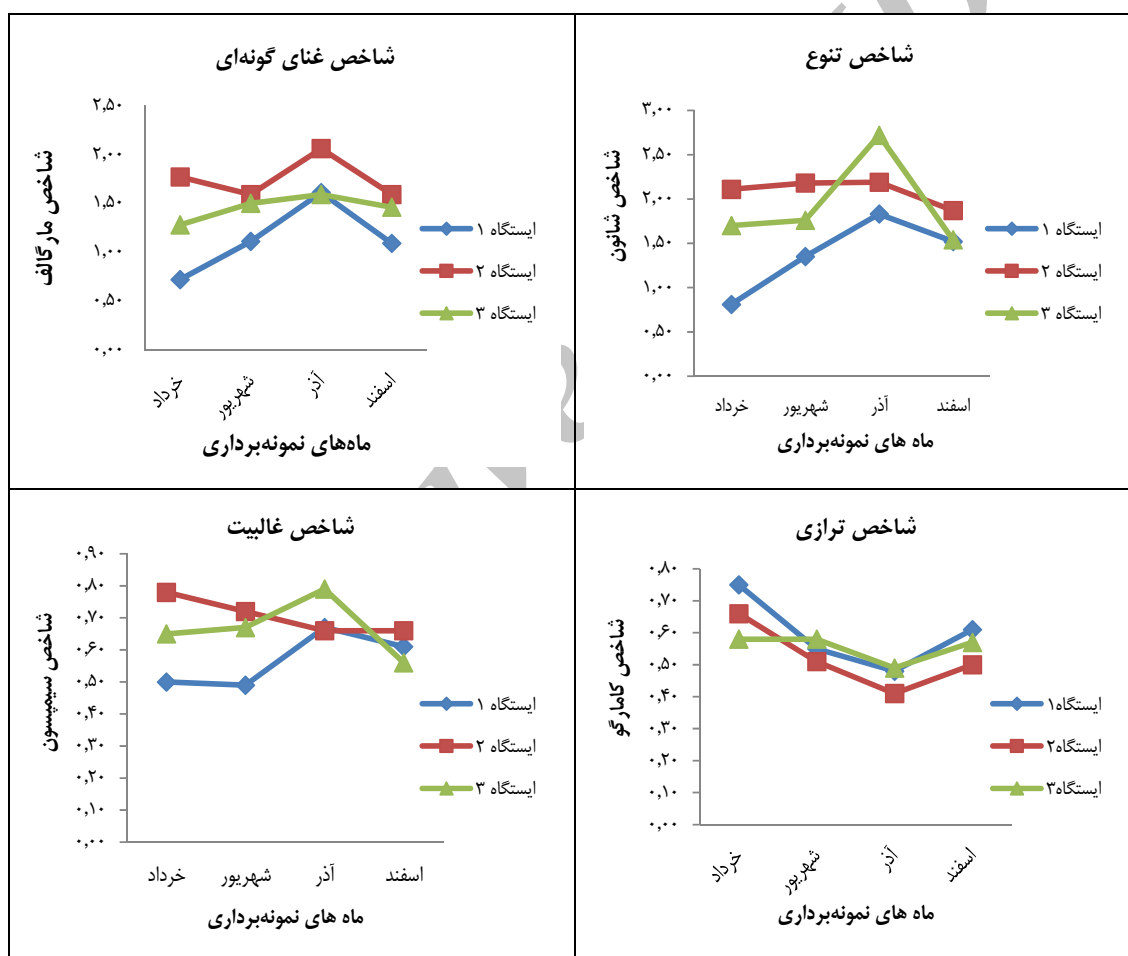 شاخص غنای گونه‌ای
شاخص مارگالف
۲,۵۰
۲,۰۰
۱,۵۰
۱,۰۰
۰,۵۰
۰,۰۰
ایستگاه ۱
ایستگاه ۲
ایستگاه ۳
خرداد
شهریور
آذر
اسفند
ماه‌های نمونه‌برداری
شاخص تنوع
شاخص شانون
۳,۰۰
۲,۵۰
۲,۰۰
۱,۵۰
۱,۰۰
۰,۵۰
۰,۰۰
ایستگاه ۱
ایستگاه ۲
ایستگاه ۳
خرداد
شهریور
آذر
اسفند
ماه های نمونه‌برداری
شاخص غالبیت
شاخص سیمپسون
۰,۹۰
۰,۸۰
۰,۷۰
۰,۶۰
۰,۵۰
۰,۴۰
۰,۳۰
۰,۲۰
۰,۱۰
۰,۰۰
ایستگاه ۱
ایستگاه ۲
ایستگاه ۳
خرداد
شهریور
آذر
اسفند
ماه های نمونه‌برداری
شاخص ترازی
شاخص کامارگو
۰,۸۰
۰,۷۰
۰,۶۰
۰,۵۰
۰,۴۰
۰,۳۰
۰,۲۰
۰,۱۰
۰,۰۰
ایستگاه۱
ایستگاه۲
ایستگاه۳
خرداد
شهریور
آذر
اسفند
ماه های نمونه‌برداری